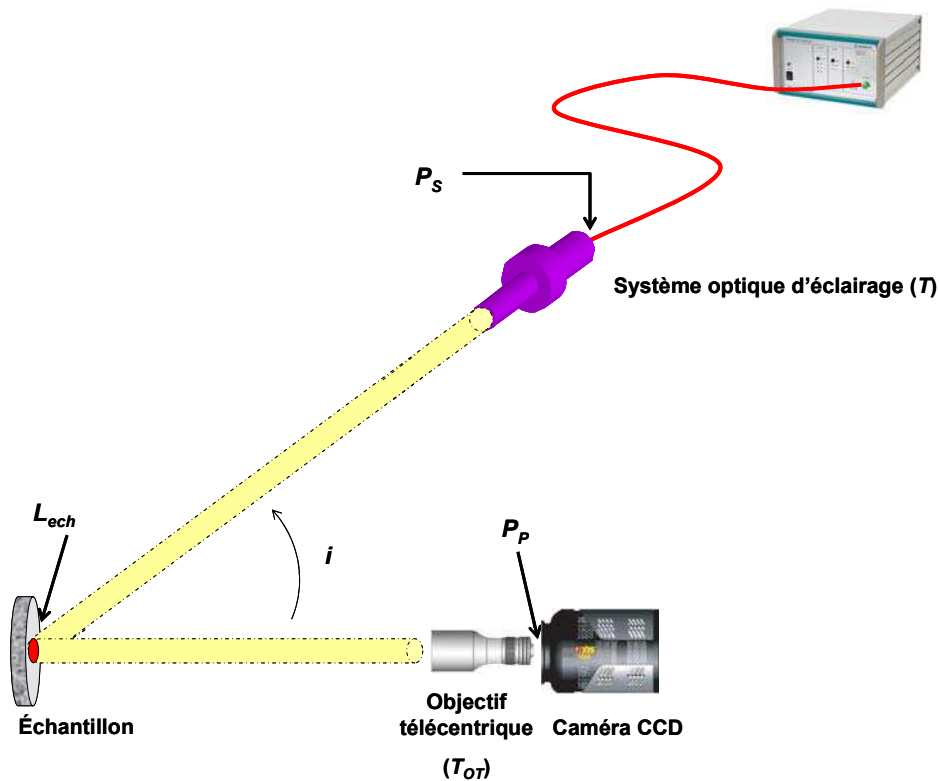 P_S
Système optique d'éclairage (T)
L_ech
i
P_P
Échantillon
Objectif
télécentrique
Caméra CCD
(T_OT)